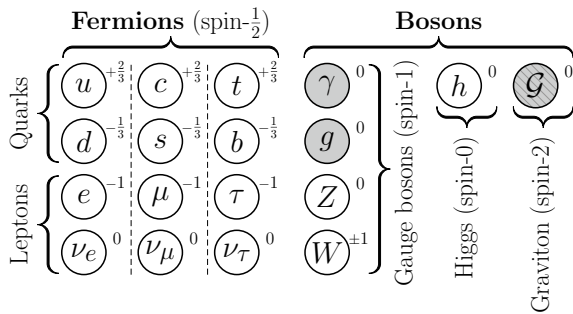 Fermions (spin-1/2) Bosons
Quarks
u +2/3 c +2/3 t +2/3 γ 0 h 0 𝒢 0
d -1/3 s -1/3 b -1/3 g 0
Leptons
e -1 μ -1 τ -1 Z 0
νe 0 νμ 0 ντ 0 W ±1
Gauge bosons (spin-1)
Higgs (spin-0)
Graviton (spin-2)